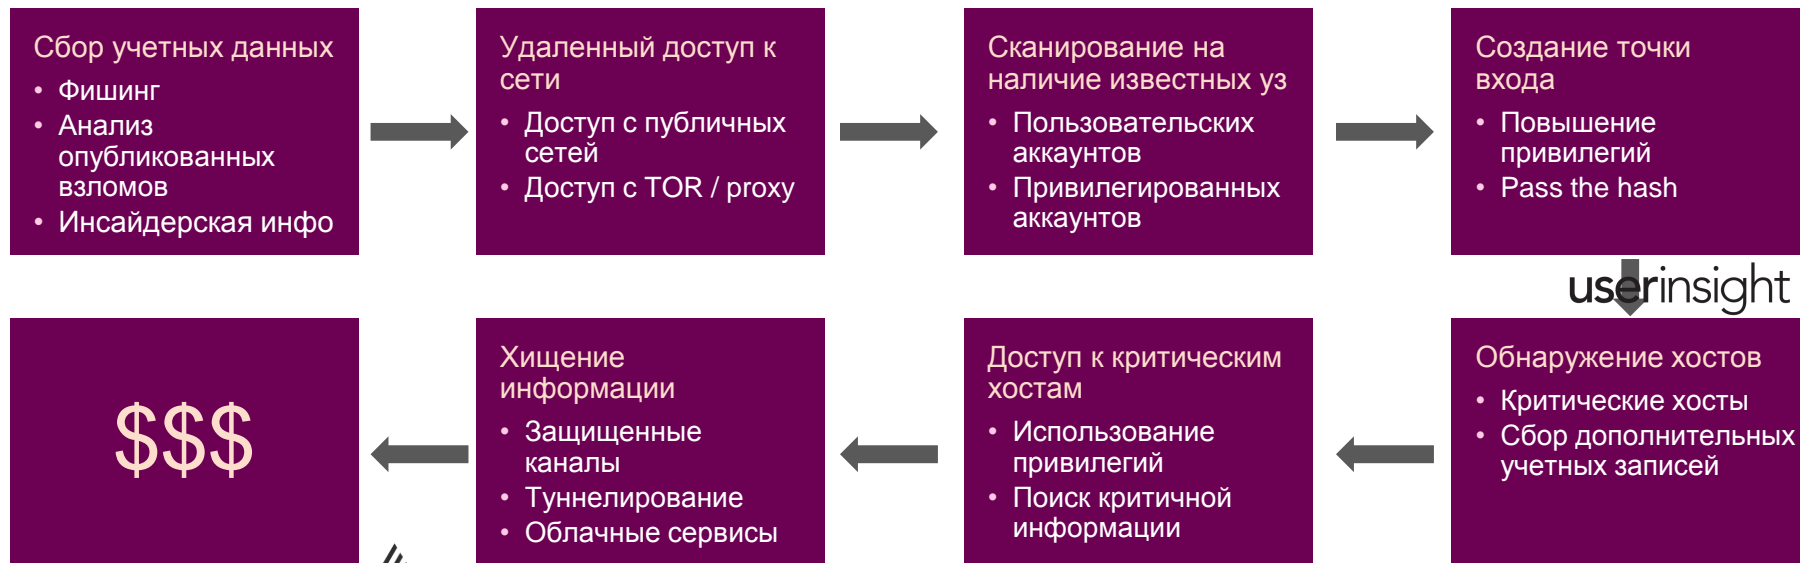 Сбор учетных данных
• Фишинг
• Анализ
опубликованных
взломов
• Инсайдерская инфо
Удаленный доступ к
сети
• Доступ с публичных
сетей
• Доступ с TOR / proxy
Сканирование на
наличие известных уз
• Пользовательских
аккаунтов
• Привилегированных
аккаунтов
Создание точки
входа
• Повышение
привилегий
• Pass the hash
userinsight
Обнаружение хостов
• Критические хосты
• Сбор дополнительных
учетных записей
Доступ к критическим
хостам
• Использование
привилегий
• Поиск критичной
информации
Хищение
информации
• Защищенные
каналы
• Туннелирование
• Облачные сервисы
$$$